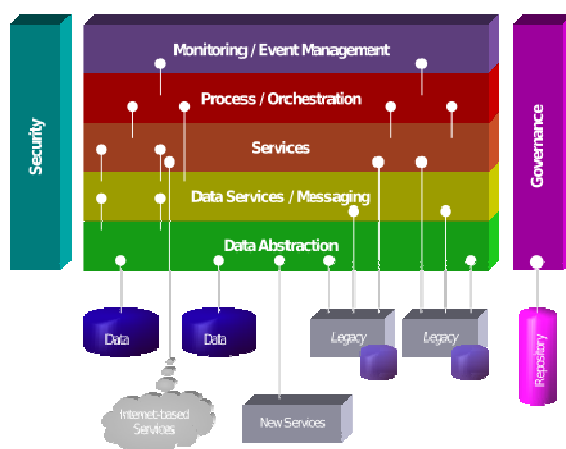 Monitoring / Event Management
Process / Orchestration
Security
Services
Governance
Data Services / Messaging
Data Abstraction
Data
Data
Legacy
Legacy
Repository
Internet-based
Services
New Services